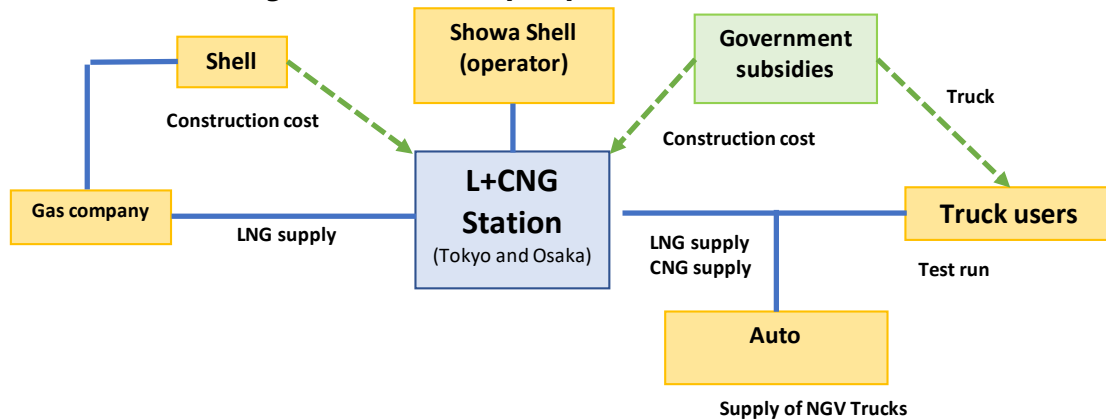 Showa Shell
(operator)
Government
subsidies
Shell
Truck
Construction cost
Construction cost
L+CNG
Station
(Tokyo and Osaka)
Gas company
LNG supply
LNG supply
CNG supply
Truck users
Test run
Auto
Supply of NGV Trucks